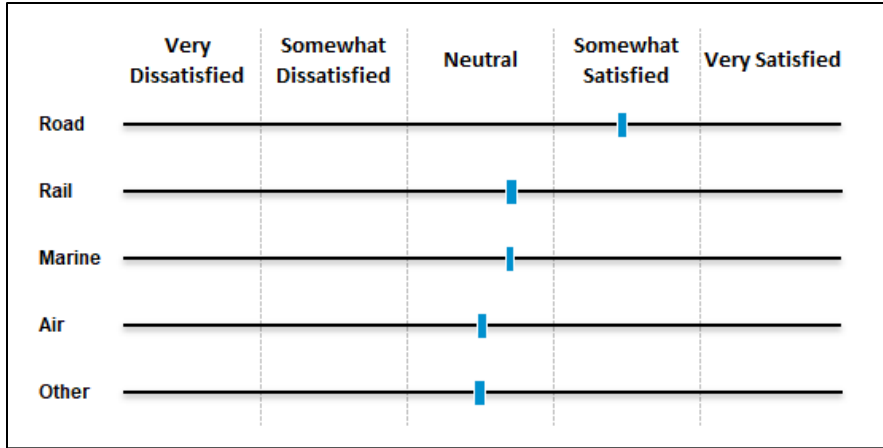 Very Dissatisfied
Somewhat Dissatisfied
Neutral
Somewhat Satisfied
Very Satisfied
Road
Rail
Marine
Air
Other